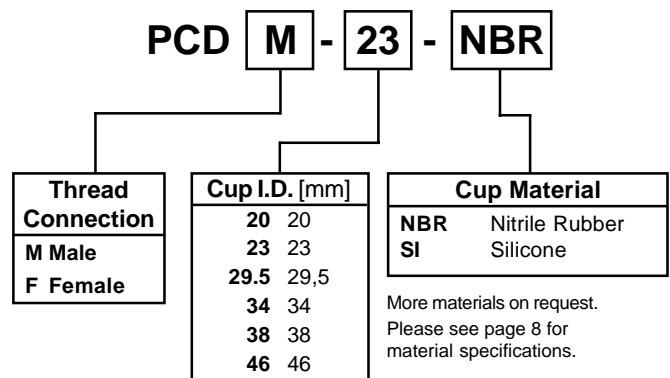 PCD M - 23 - NBR
Thread
Connection
M Male
F Female
Cup I.D. [mm]
20 20
23 23
29.5 29,5
34 34
38 38
46 46
Cup Material
NBR Nitrile Rubber
SI Silicone
More materials on request.
Please see page 8 for
material specifications.